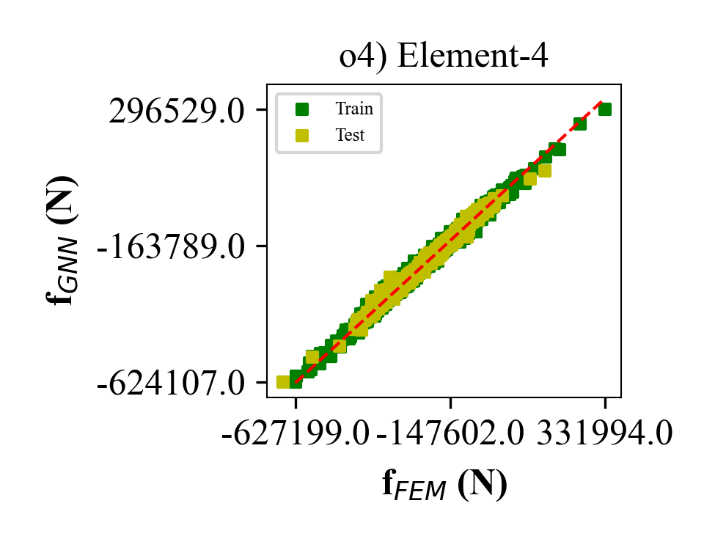 o4) Element-4
Train
Test
296529.0
-163789.0
-624107.0
f_GNN (N)
-627199.0 -147602.0 331994.0
f_FEM (N)